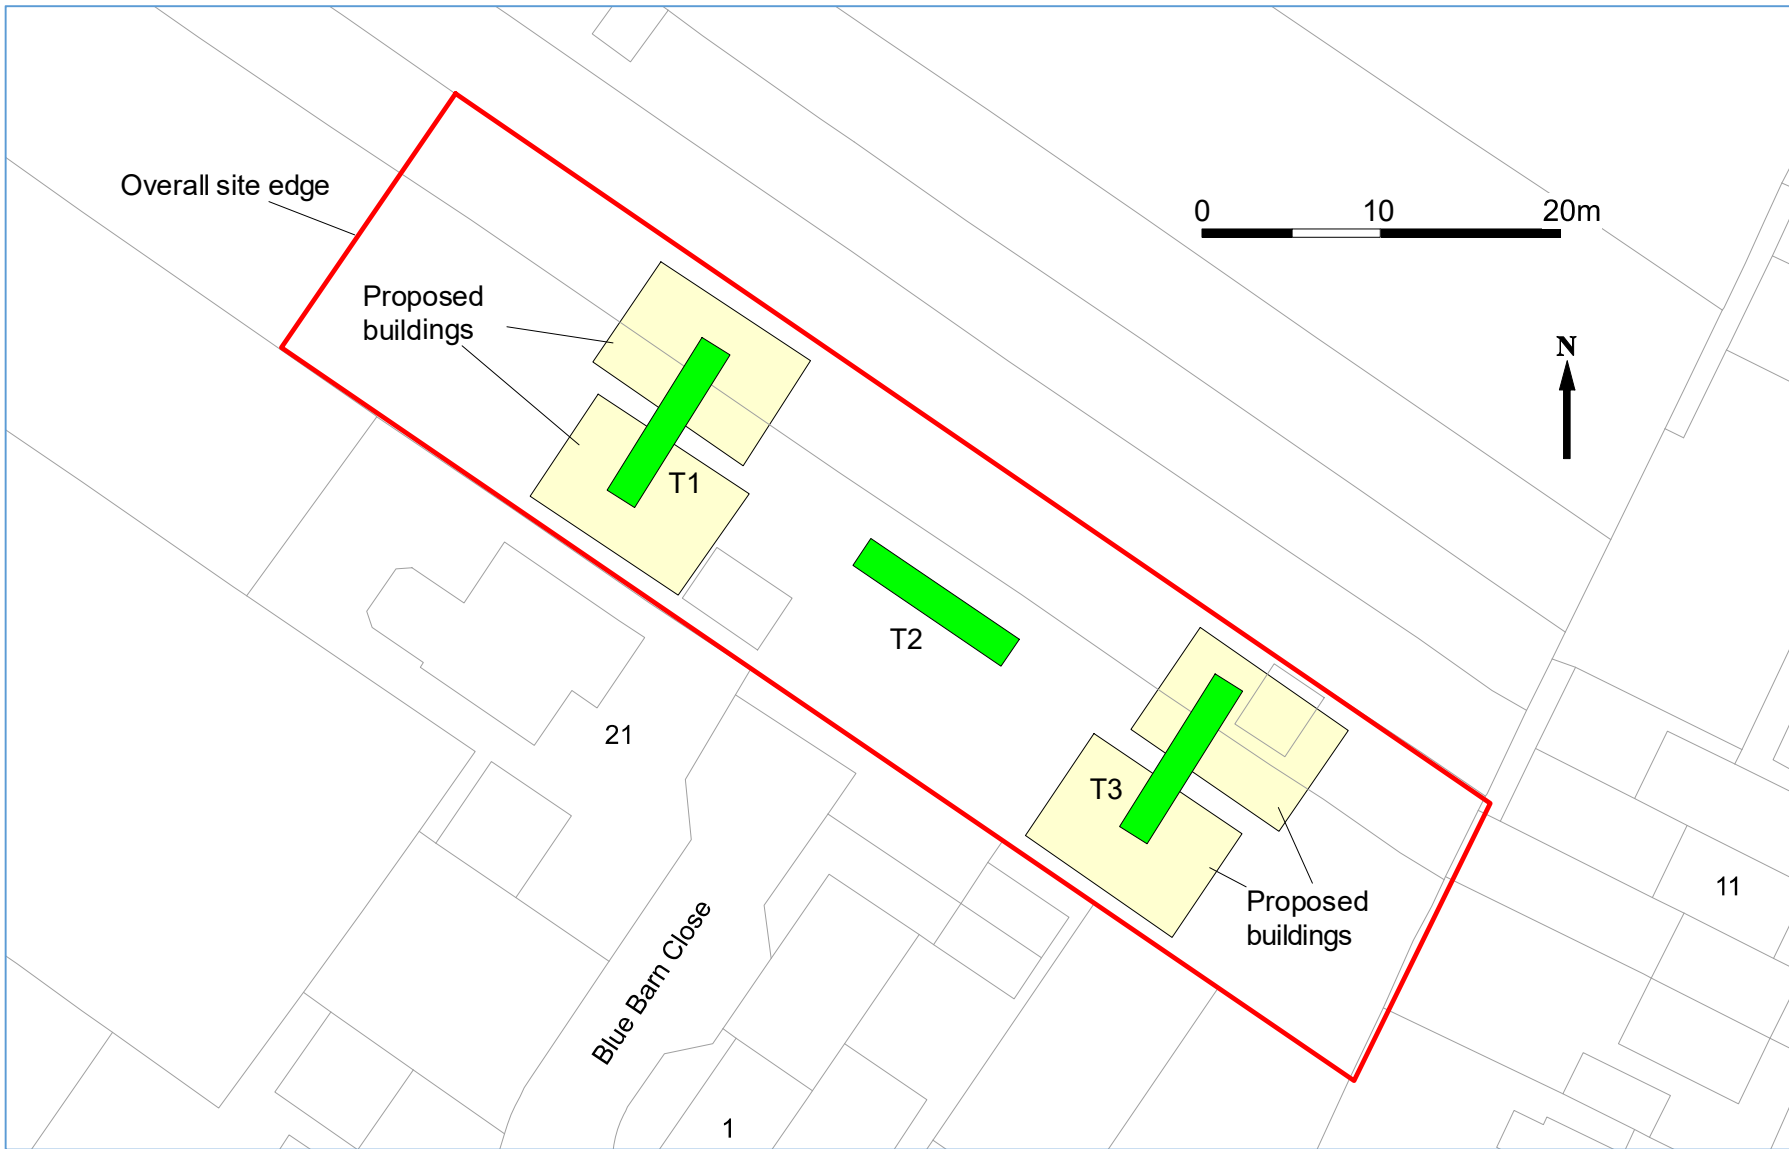 Overall site edge
0 10 20m
Proposed
buildings
N
T1
T2
T3
21
11
Proposed
buildings
Blue Barn Close
1